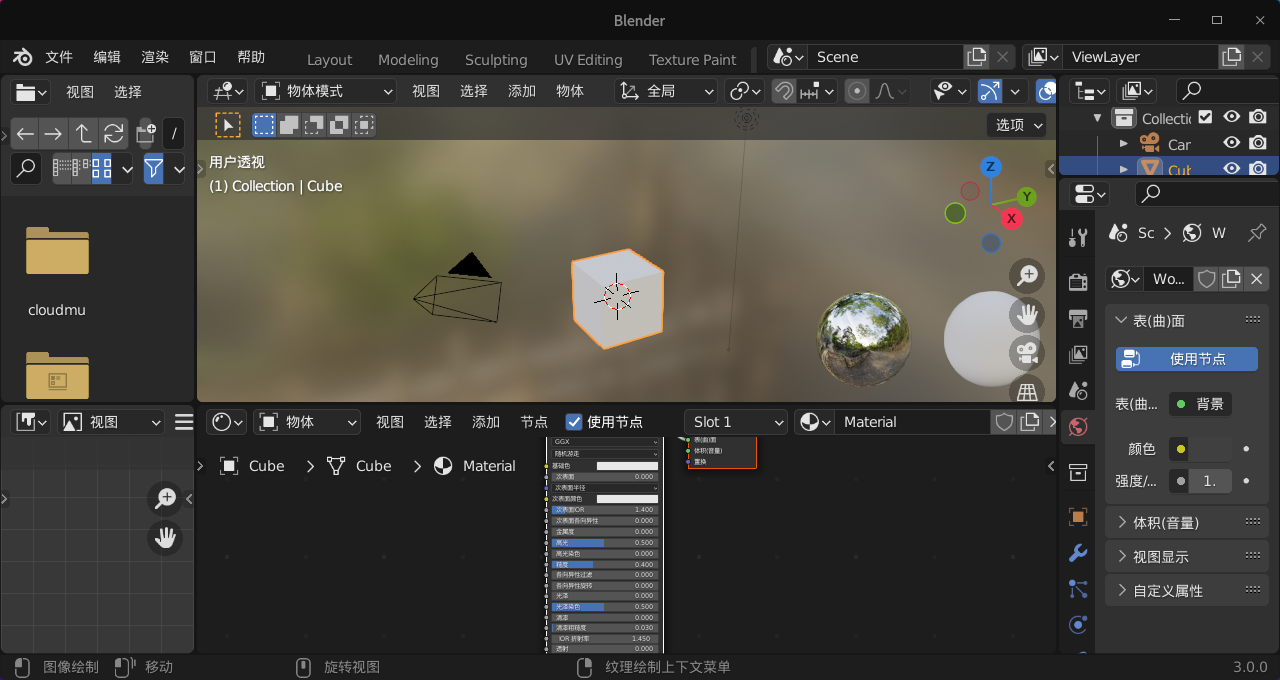 Blender
文件 编辑 渲染 窗口 帮助 Layout Modeling Sculpting UV Editing Texture Paint Scene ViewLayer
视图 选择 物体模式 视图 选择 添加 物体 全局
/ 选项
Collectic
Car
Cub
用户透视
(1) Collection | Cube
Z
Y
X
Sc W
cloudmu
Wo...
表(曲)面
使用节点
表(曲... 背景
颜色
强度/... 1.
体积(音量)
视图显示
自定义属性
视图 物体 视图 选择 添加 节点 使用节点 Slot 1 Material
Cube Cube Material
GGX
随机游走
基础色
次表面 0.000
次表面半径
次表面颜色
次表面IOR 1.400
次表面各向异性 0.000
金属度 0.000
高光 0.500
高光染色 0.000
糙度 0.400
各向异性过滤 0.000
各向异性旋转 0.000
光泽 0.000
光泽染色 0.500
清漆 0.000
清漆粗糙度 0.030
IOR 折射率 1.450
透射 0.000
表(曲)面
体积(音量)
置换
图像绘制 移动 旋转视图 纹理绘制上下文菜单 3.0.0